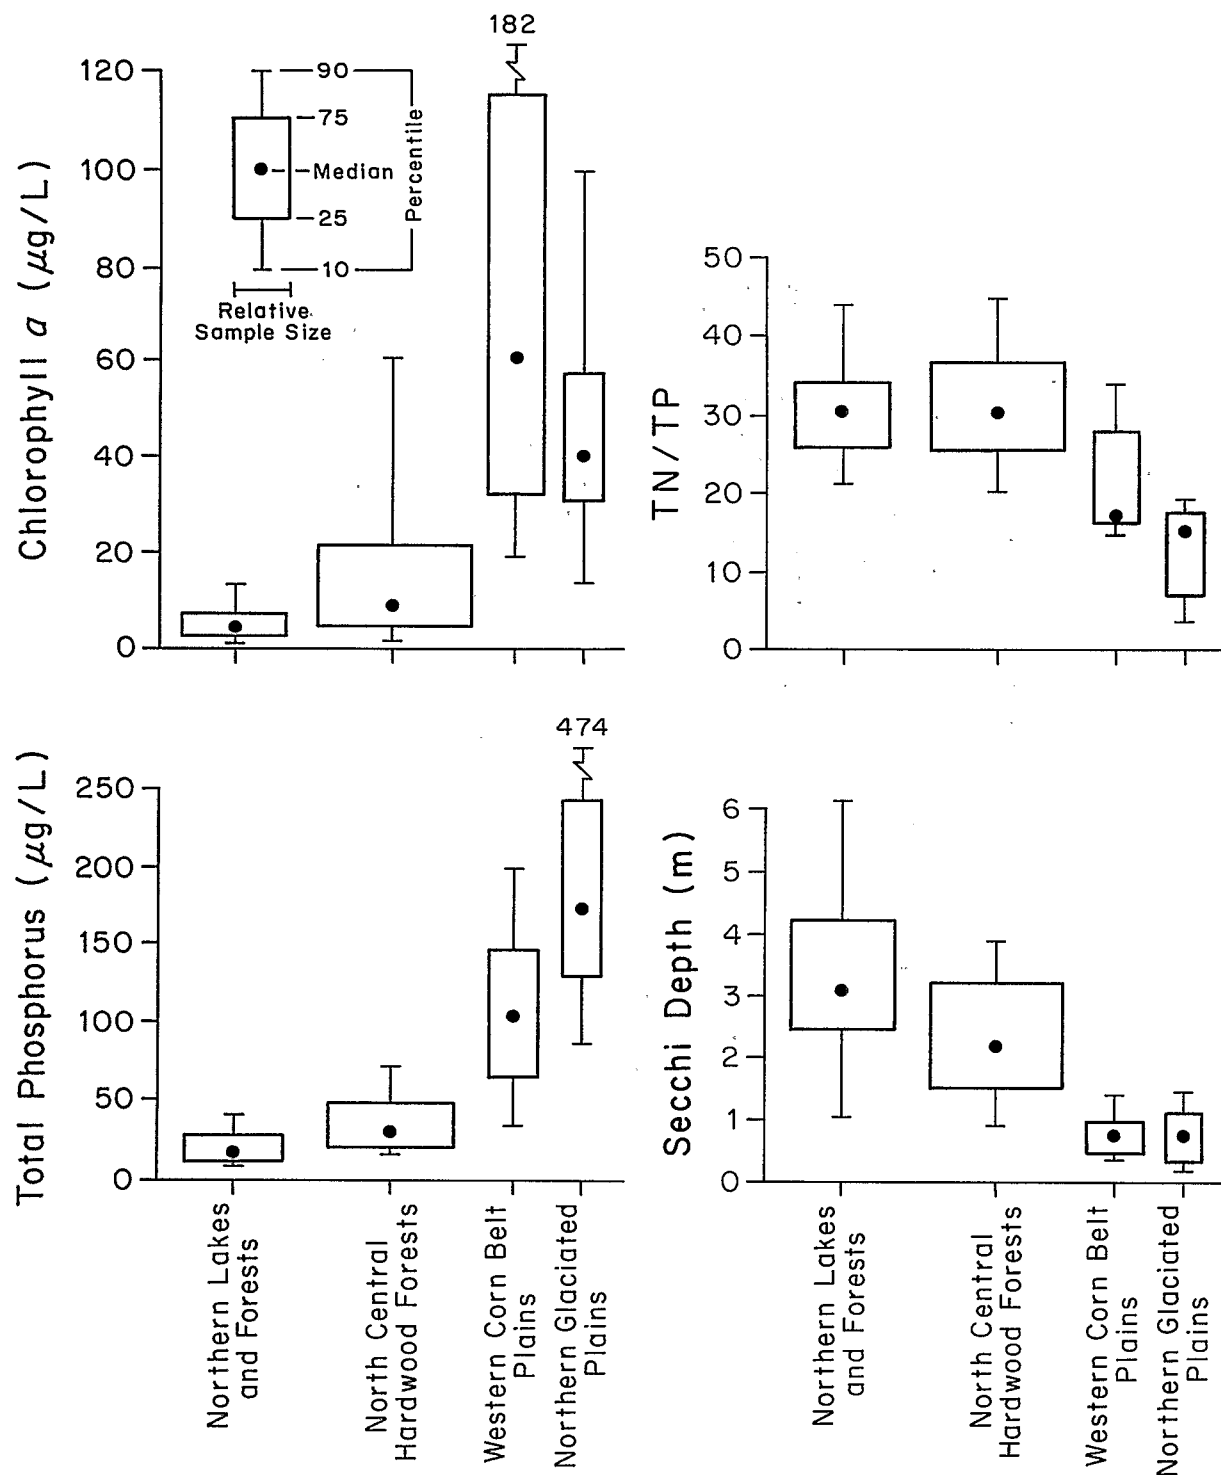 182
120
100
80
60
40
20
0
Chlorophyll a (μg/L)
90
75
Median
25
10
Percentile
Relative
Sample Size
50
40
30
20
10
0
TN/TP
474
250
200
150
100
50
0
Total Phosphorus (μg/L)
6
5
4
3
2
1
0
Secchi Depth (m)
Northern Lakes
and Forests
North Central
Hardwood Forests
Western Corn Belt
Plains
Northern Glaciated
Plains
Northern Lakes
and Forests
North Central
Hardwood Forests
Western Corn Belt
Plains
Northern Glaciated
Plains